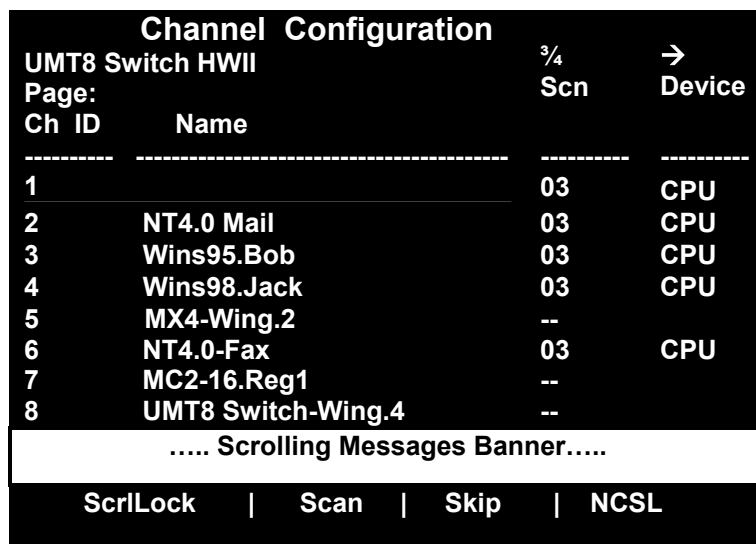 Channel Configuration
UMT8 Switch HWII ¾ →
Page: Scn Device
Ch ID Name
---------- ------------------------------------------ ---------- ----------
1 03 CPU
2 NT4.0 Mail 03 CPU
3 Wins95.Bob 03 CPU
4 Wins98.Jack 03 CPU
5 MX4-Wing.2 --
6 NT4.0-Fax 03 CPU
7 MC2-16.Reg1 --
8 UMT8 Switch-Wing.4 --
….. Scrolling Messages Banner…..
ScrlLock | Scan | Skip | NCSL